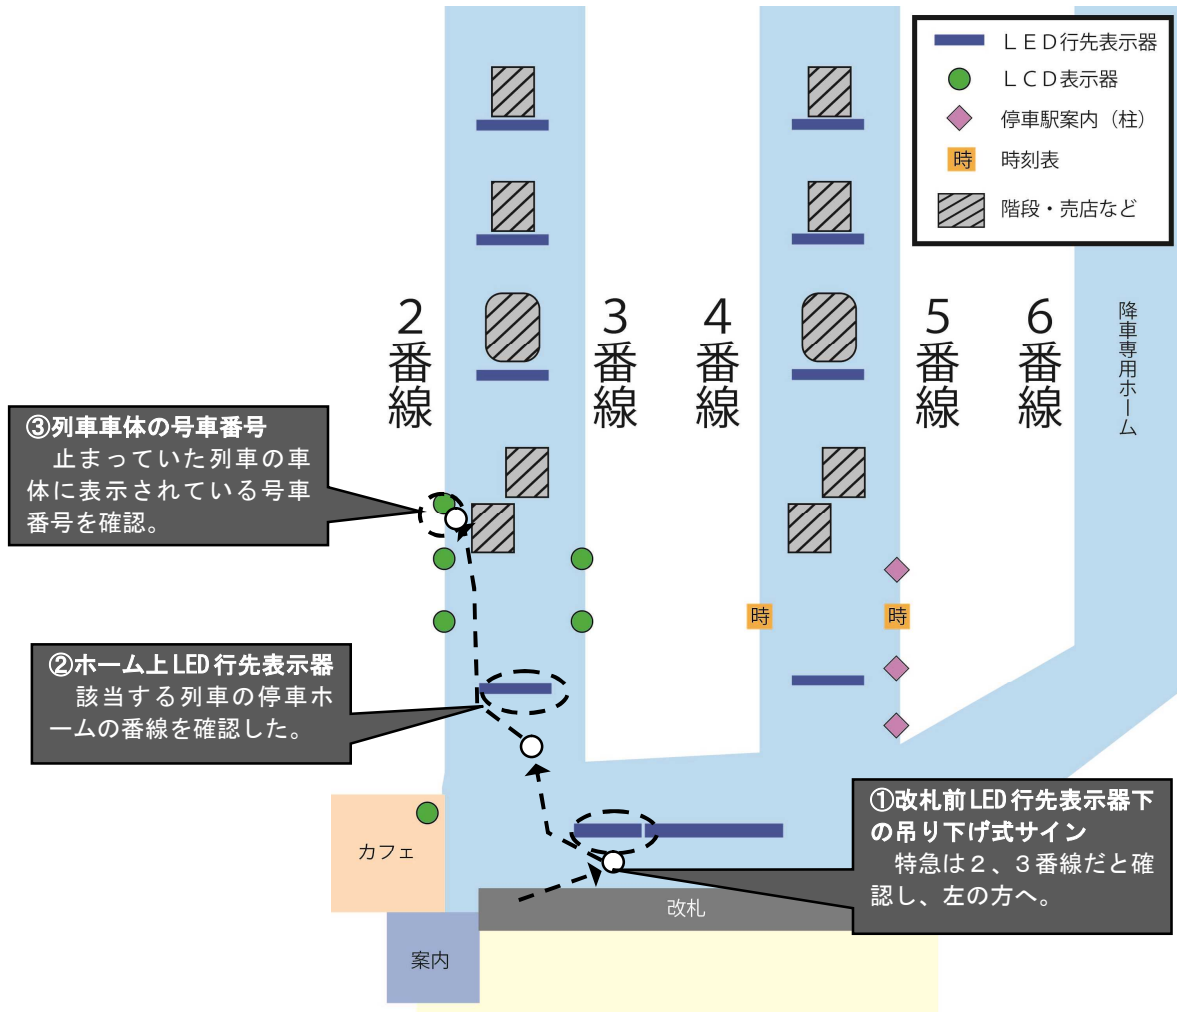 ＬＥＤ行先表示器
ＬＣＤ表示器
停車駅案内（柱）
時 時刻表
階段・売店など
2番線
3番線
4番線
5番線
6番線
降車専用ホーム
③列車車体の号車番号
止まっていた列車の車
体に表示されている号車
番号を確認。
時
時
②ホーム上LED行先表示器
該当する列車の停車ホ
ームの番線を確認した。
①改札前LED行先表示器下
の吊り下げ式サイン
特急は２、３番線だと確
認し、左の方へ。
カフェ
改札
案内